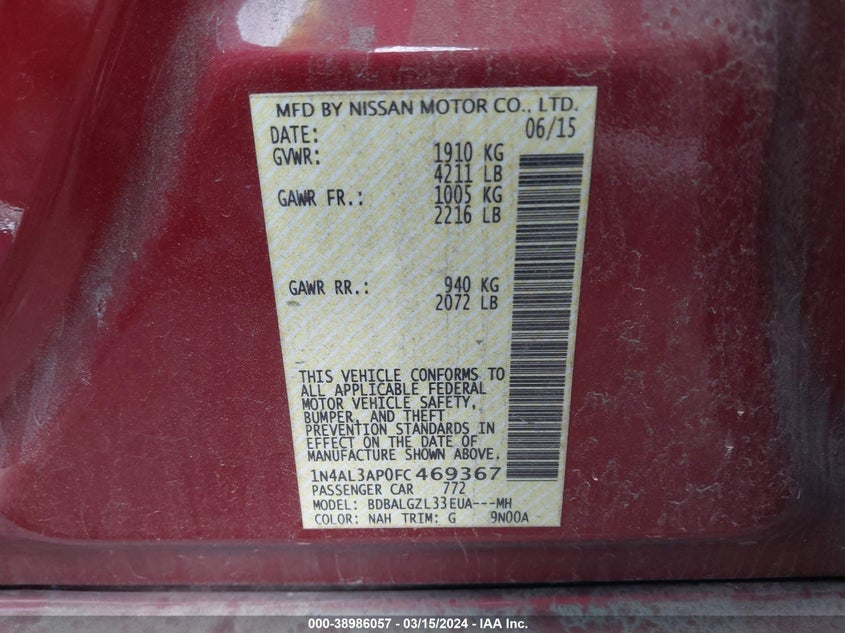 MFD BY NISSAN MOTOR CO., LTD.
DATE: 06/15
GVWR: 1910 KG
4211 LB
GAWR FR.: 1005 KG
2216 LB
GAWR RR.: 940 KG
2072 LB
THIS VEHICLE CONFORMS TO
ALL APPLICABLE FEDERAL
MOTOR VEHICLE SAFETY,
BUMPER, AND THEFT
PREVENTION STANDARDS IN
EFFECT ON THE DATE OF
MANUFACTURE SHOWN ABOVE.
1N4AL3AP0FC 469367
PASSENGER CAR 772
MODEL: BDBALGZL33EUA---MH
COLOR: NAH TRIM: G 9N00A
000-38986057 - 03/15/2024 - IAA Inc.